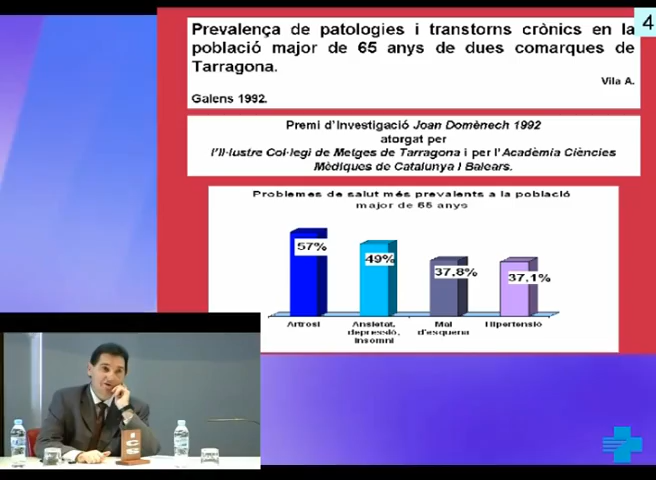 4
Prevalença de patologies i transtorns crònics en la
població major de 65 anys de dues comarques de
Tarragona.
Vila A.
Galens 1992.
Premi d'Investigació Joan Domènech 1992
atorgat per
l'Il·lustre Col·legi de Metges de Tarragona i per l'Acadèmia Ciències
Mèdiques de Catalunya i Balears.
Problemes de salut més prevalents a la població
major de 65 anys
57%
49%
37,8%
37,1%
Artrosi
Ansietat,
depressió,
insomni
Mal
d'esquena
Hipertensió